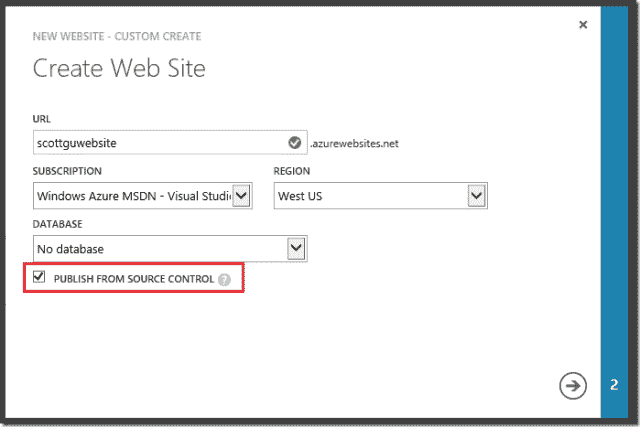 NEW WEBSITE - CUSTOM CREATE
Create Web Site
URL
scottguwebsite .azurewebsites.net
SUBSCRIPTION REGION
Windows Azure MSDN - Visual Studi West US
DATABASE
No database
PUBLISH FROM SOURCE CONTROL ?
2